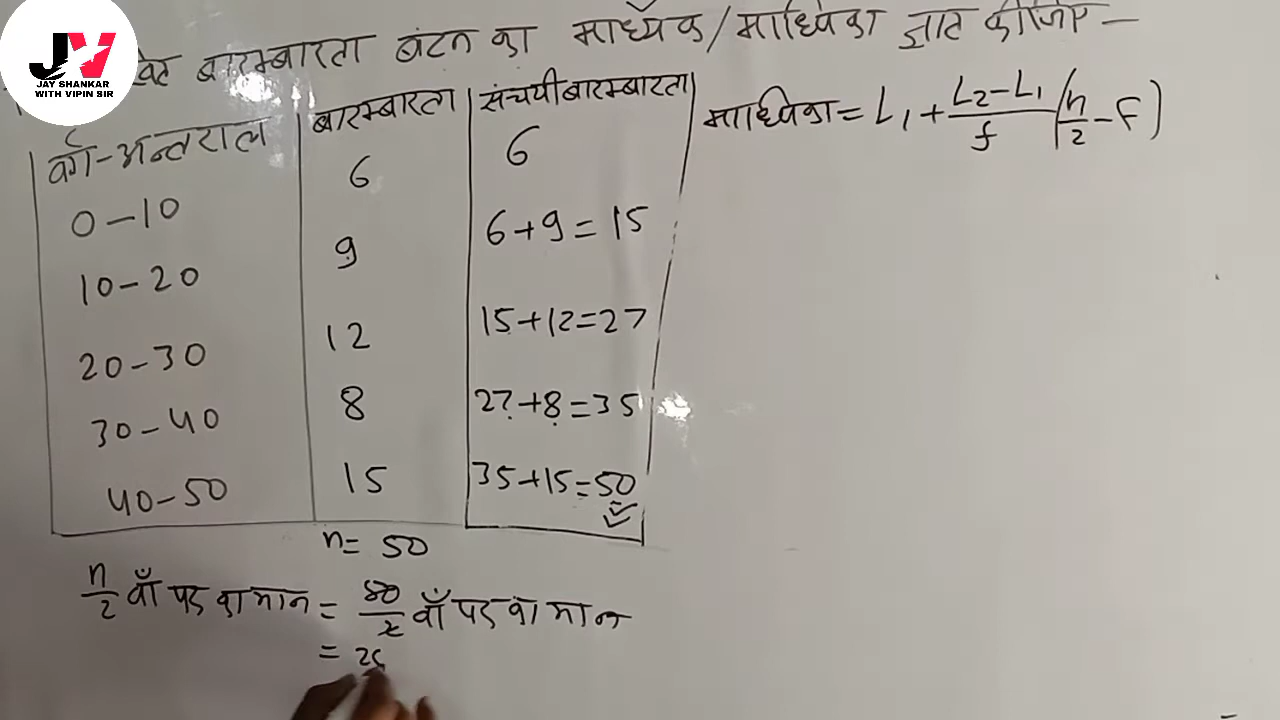 JV
JAY SHANKAR
WITH VIPIN SIR
बारम्बारता बंटन का माध्यक/माध्यिका ज्ञात कीजिए –
वर्ग-अन्तराल बारम्बारता संचयीबारम्बारता
0-10 6 6
10-20 9 6+9=15
20-30 12 15+12=27
30-40 8 27+8=35
40-50 15 35+15=50
n= 50
माध्यिका = L₁ + (L₂-L₁)/f (n/2 - F)
n/2 वाँ पद का मान = 50/2 वाँ पद का मान
=